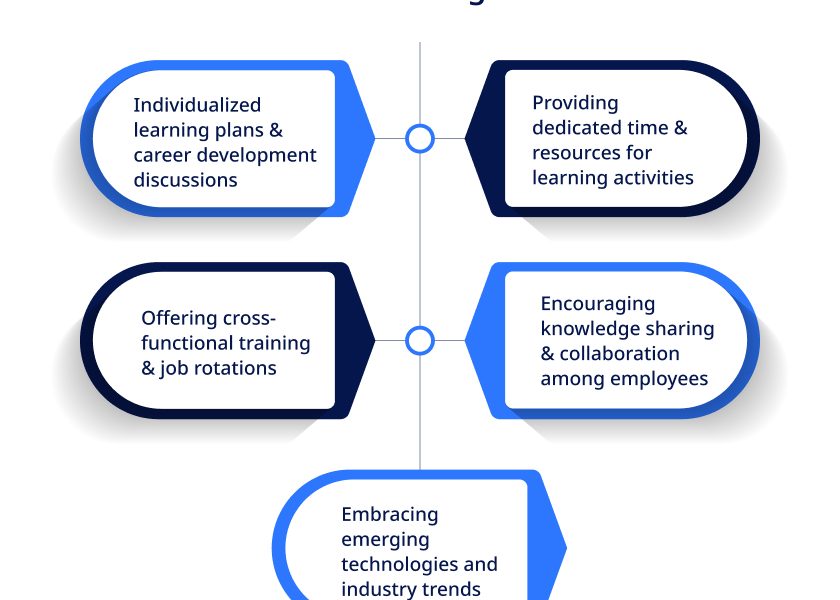 Individualized
learning plans &
career development
discussions
Providing
dedicated time &
resources for
learning activities
Offering cross-
functional training
& job rotations
Encouraging
knowledge sharing
& collaboration
among employees
Embracing
emerging
technologies and
industry trends